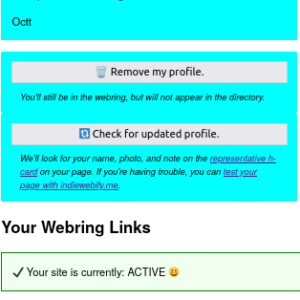 Octt
🗑️ Remove my profile.
You'll still be in the webring, but will not appear in the directory.
🔃 Check for updated profile.
We'll look for your name, photo, and note on the representative h-
card on your page. If you're having trouble, you can test your
page with indiewebify.me.
Your Webring Links
✓ Your site is currently: ACTIVE 😀